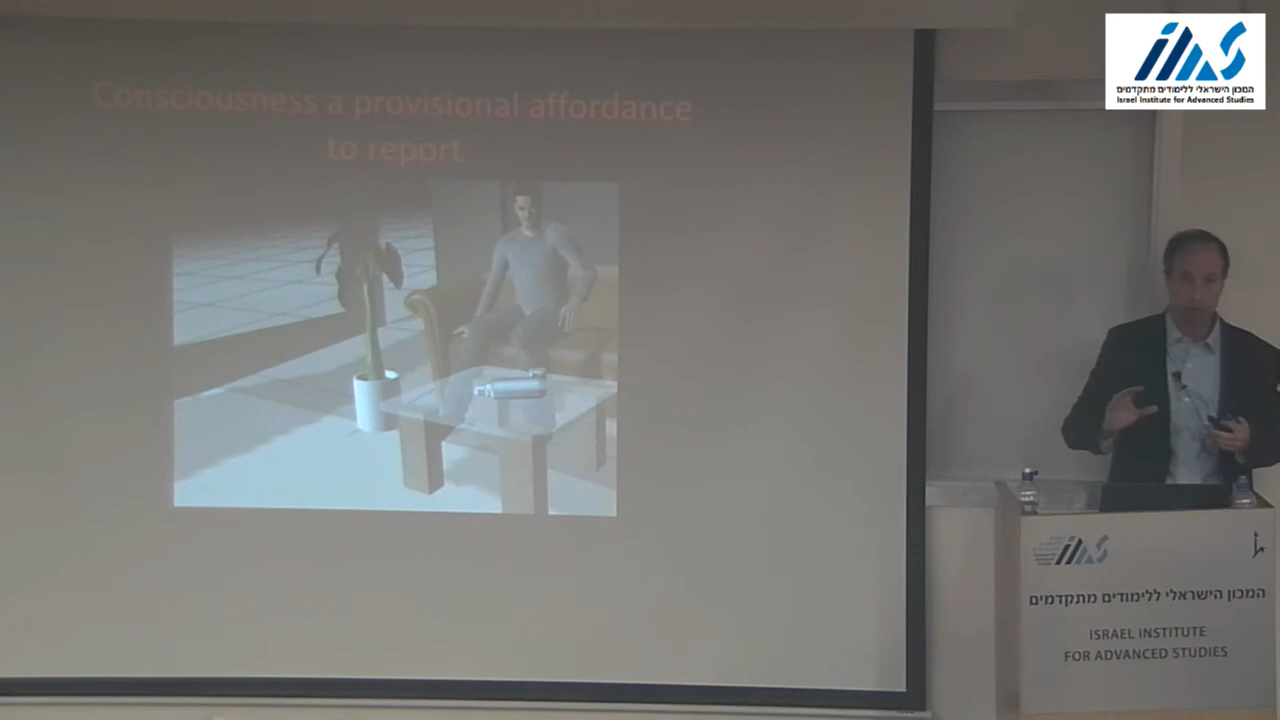 Consciousness a provisional affordance
to report
המכון הישראלי ללימודים מתקדמים
Israel Institute for Advanced Studies
המכון הישראלי ללימודים מתקדמים
ISRAEL INSTITUTE
FOR ADVANCED STUDIES